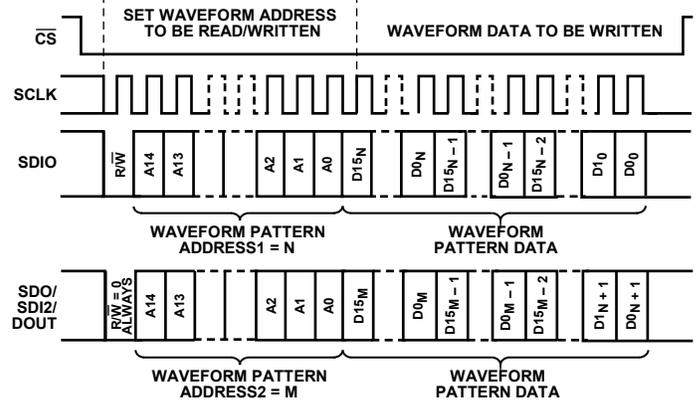 SET WAVEFORM ADDRESS
TO BE READ/WRITTEN
WAVEFORM DATA TO BE WRITTEN
CS
SCLK
SDIO
R/W
A14
A13
A2
A1
A0
D15N
D0N
D15N – 1
D0N – 1
D15N – 2
D10
D00
WAVEFORM PATTERN
ADDRESS1 = N
WAVEFORM
PATTERN DATA
SDO/
SDI2/
DOUT
R/W = 0
ALWAYS
A14
A13
A2
A1
A0
D15M
D0M
D15M – 1
D0M – 1
D15M – 2
D1N + 1
D0N + 1
WAVEFORM PATTERN
ADDRESS2 = M
WAVEFORM
PATTERN DATA